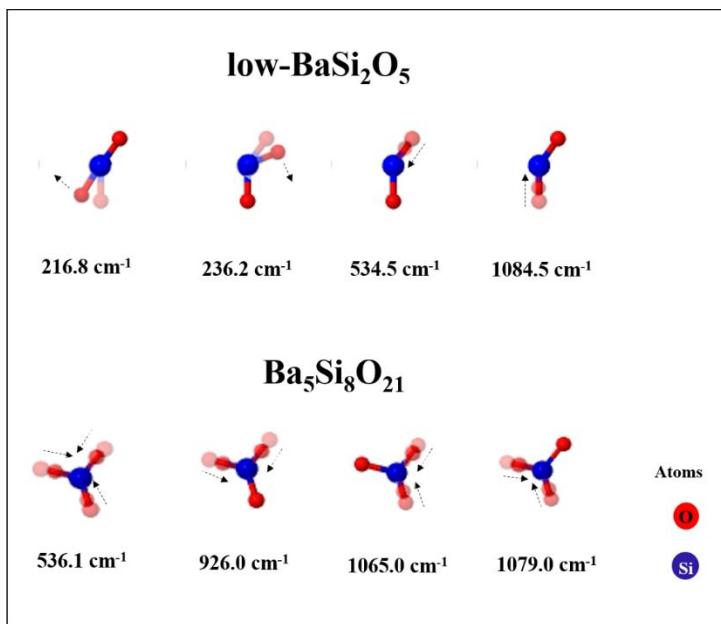 low-BaSi₂O₅
216.8 cm⁻¹ 236.2 cm⁻¹ 534.5 cm⁻¹ 1084.5 cm⁻¹
Ba₅Si₈O₂₁
Atoms
O
536.1 cm⁻¹ 926.0 cm⁻¹ 1065.0 cm⁻¹ 1079.0 cm⁻¹
Si